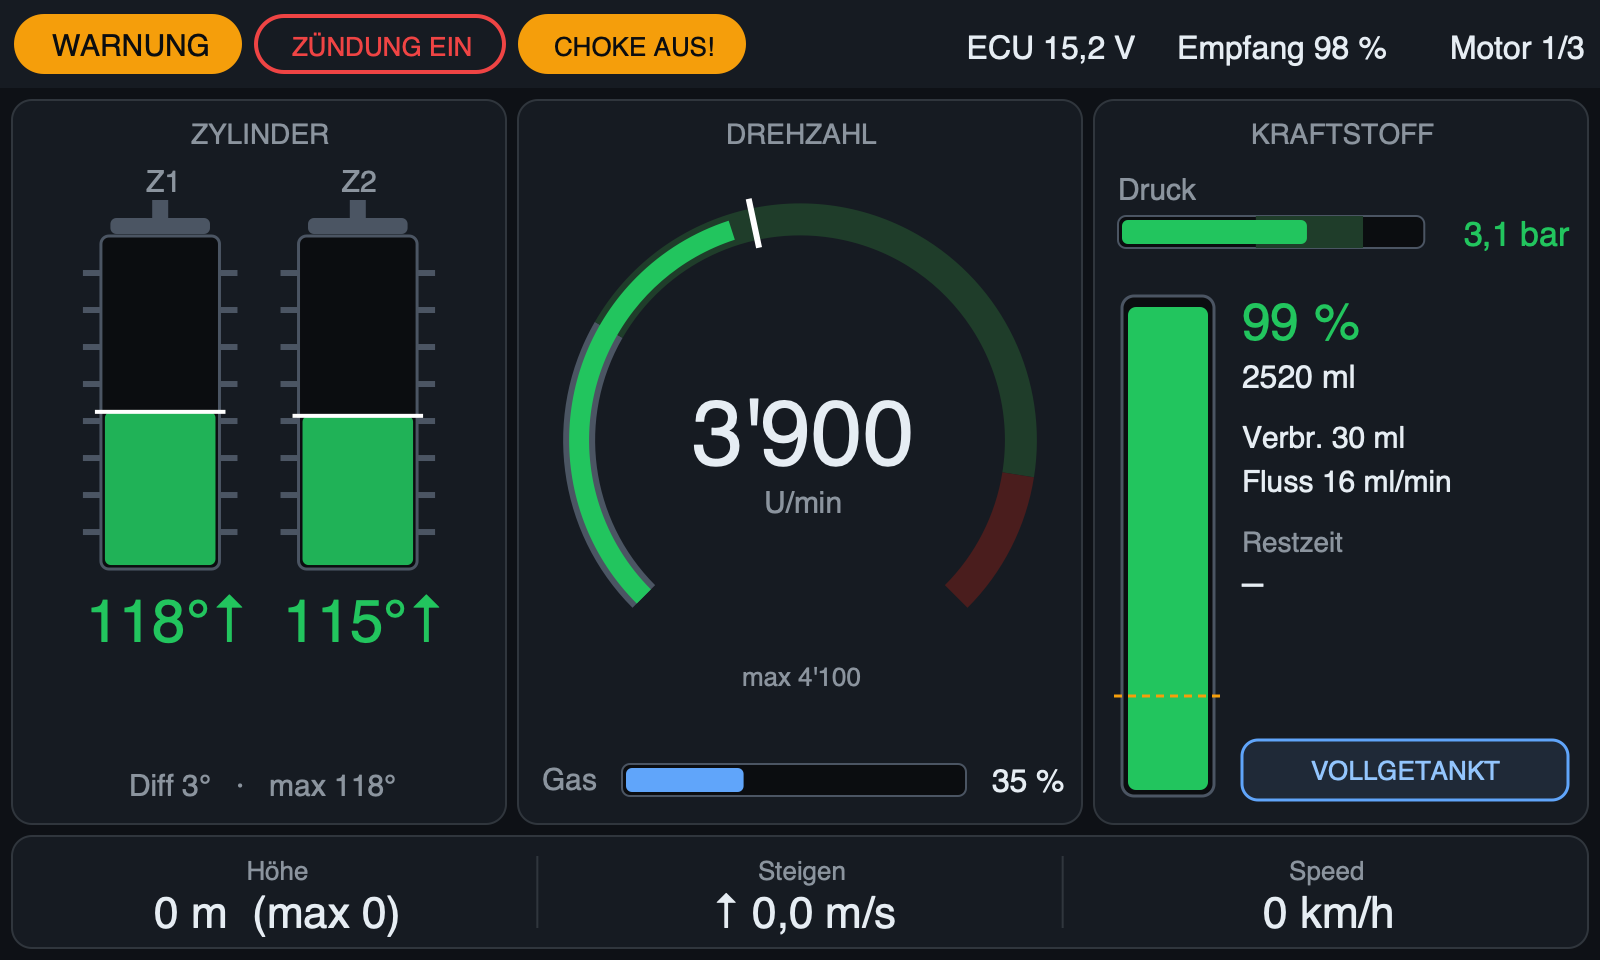 WARNUNG
ZÜNDUNG EIN
CHOKE AUS!
ECU 15,2 V
Empfang 98 %
Motor 1/3
ZYLINDER
Z1
Z2
118°↑
115°↑
Diff 3° · max 118°
DREHZAHL
3'900
U/min
max 4'100
Gas
35 %
KRAFTSTOFF
Druck
3,1 bar
99 %
2520 ml
Verbr. 30 ml
Fluss 16 ml/min
Restzeit
–
VOLLGETANKT
Höhe
0 m (max 0)
Steigen
↑ 0,0 m/s
Speed
0 km/h